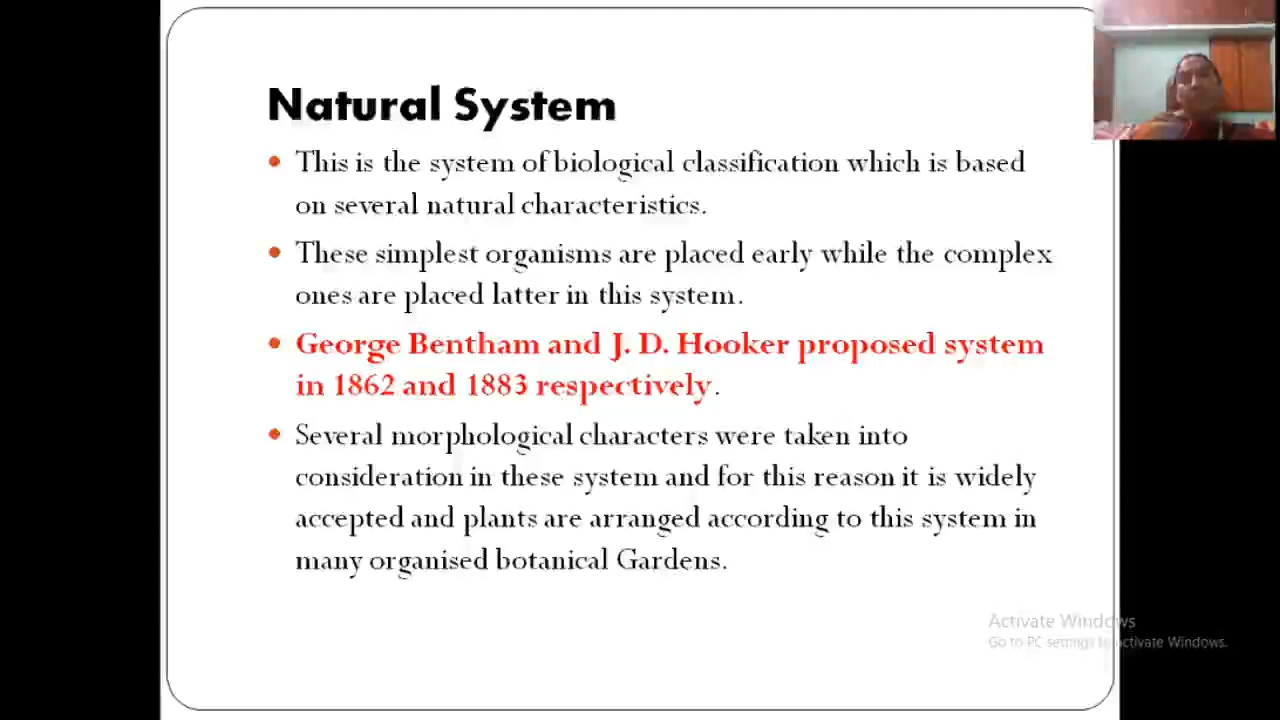 Natural System
• This is the system of biological classification which is based
on several natural characteristics.
• These simplest organisms are placed early while the complex
ones are placed latter in this system.
• George Bentham and J. D. Hooker proposed system
in 1862 and 1883 respectively.
• Several morphological characters were taken into
consideration in these system and for this reason it is widely
accepted and plants are arranged according to this system in
many organised botanical Gardens.
Activate Windows
Go to PC settings to activate Windows.